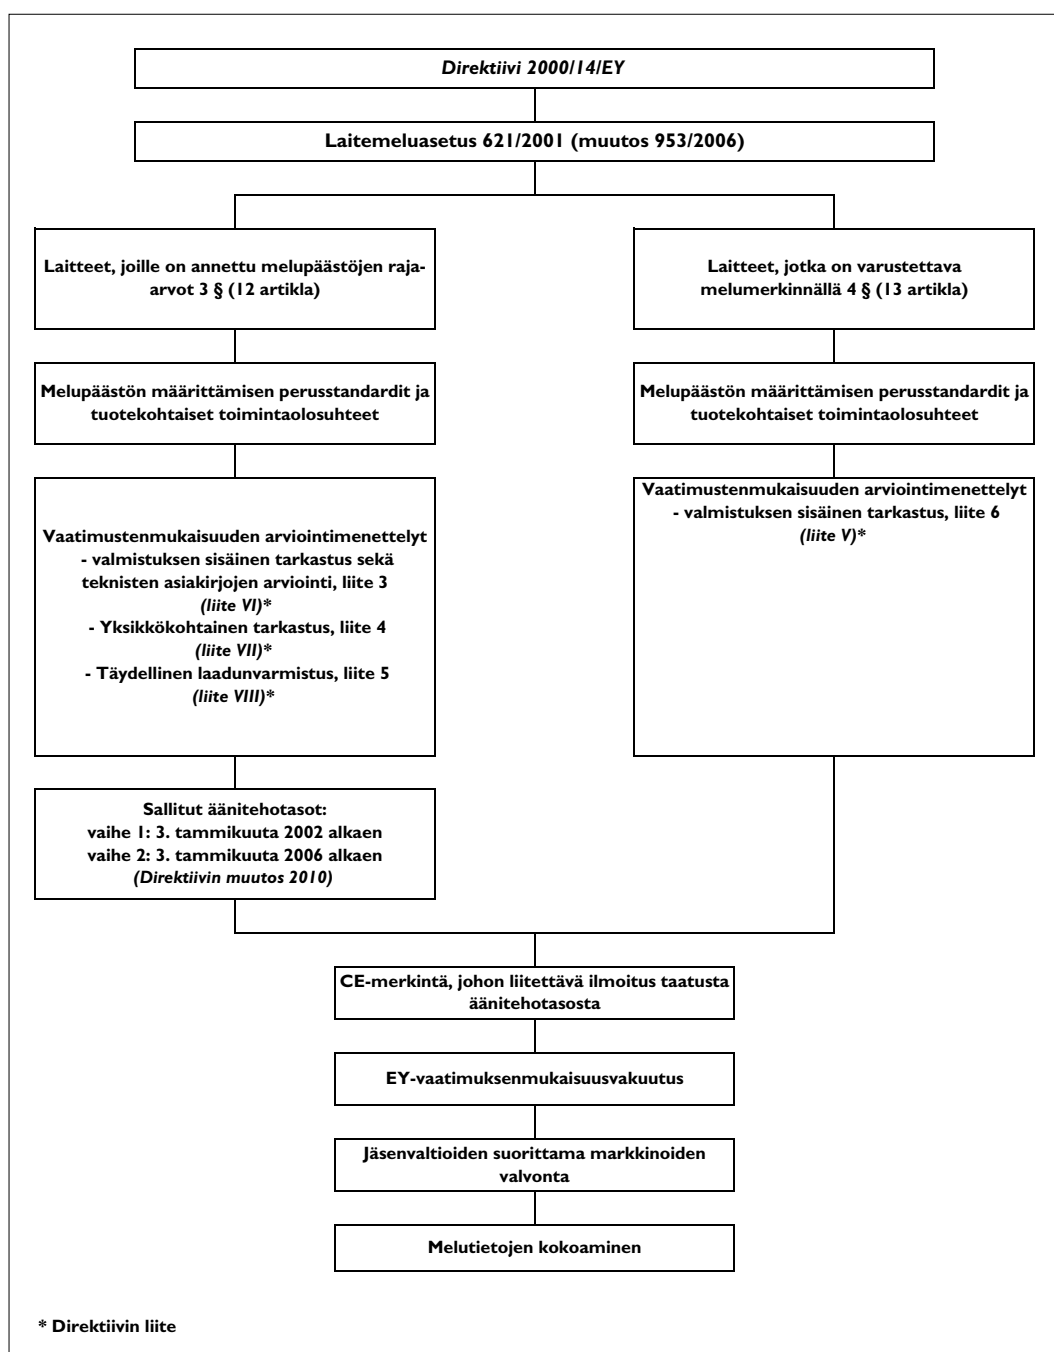 Direktiivi 2000/14/EY
Laitemeluasetus 621/2001 (muutos 953/2006)
Laitteet, joille on annettu melupäästöjen raja-
arvot 3 § (12 artikla)
Laitteet, jotka on varustettava
melumerkinnällä 4 § (13 artikla)
Melupäästön määrittämisen perusstandardit ja
tuotekohtaiset toimintaolosuhteet
Melupäästön määrittämisen perusstandardit ja
tuotekohtaiset toimintaolosuhteet
Vaatimustenmukaisuuden arviointimenettelyt
- valmistuksen sisäinen tarkastus sekä
teknisten asiakirjojen arviointi, liite 3
(liite VI)*
- Yksikkökohtainen tarkastus, liite 4
(liite VII)*
- Täydellinen laadunvarmistus, liite 5
(liite VIII)*
Vaatimustenmukaisuuden arviointimenettelyt
- valmistuksen sisäinen tarkastus, liite 6
(liite V)*
Sallitut äänitehotasot:
vaihe 1: 3. tammikuuta 2002 alkaen
vaihe 2: 3. tammikuuta 2006 alkaen
(Direktiivin muutos 2010)
CE-merkintä, johon liitettävä ilmoitus taatusta
äänitehotasosta
EY-vaatimuksenmukaisuusvakuutus
Jäsenvaltioiden suorittama markkinoiden
valvonta
Melutietojen kokoaminen
* Direktiivin liite